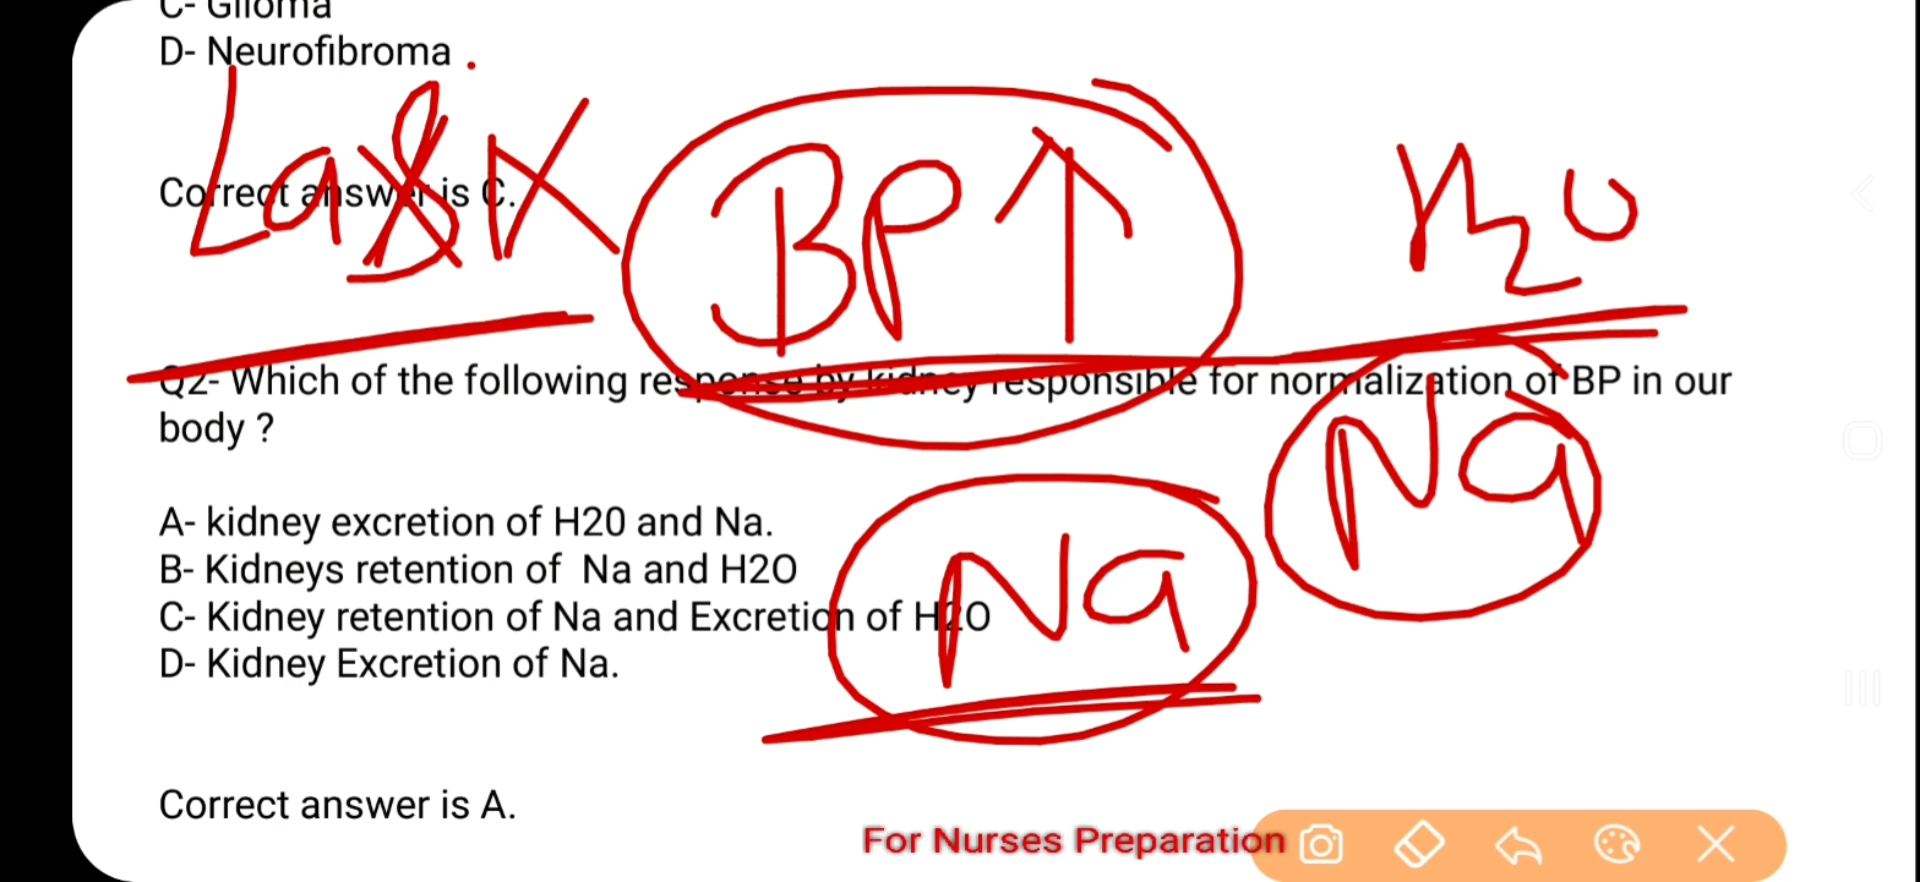 C- Glioma
D- Neurofibroma .
Lasix
BP↑
H2O
Correct answer is C.
Q2- Which of the following response by kidney responsible for normalization of BP in our
body ?
Na
A- kidney excretion of H20 and Na.
Na
B- Kidneys retention of Na and H2O
C- Kidney retention of Na and Excretion of H2O
D- Kidney Excretion of Na.
Correct answer is A.
For Nurses Preparation